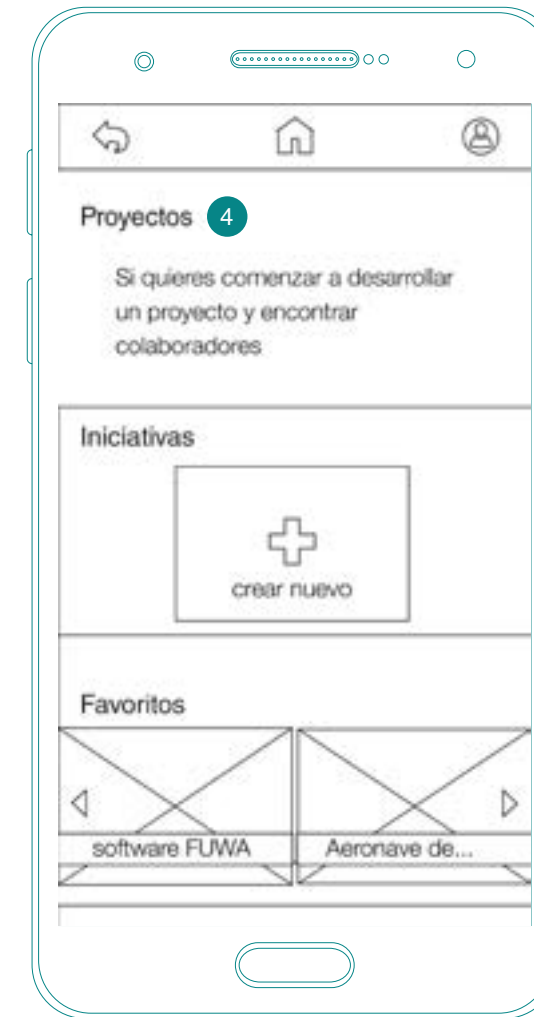 Proyectos 4
Si quieres comenzar a desarrollar
un proyecto y encontrar
colaboradores
Iniciativas
crear nuevo
Favoritos
software FUWA Aeronave de...